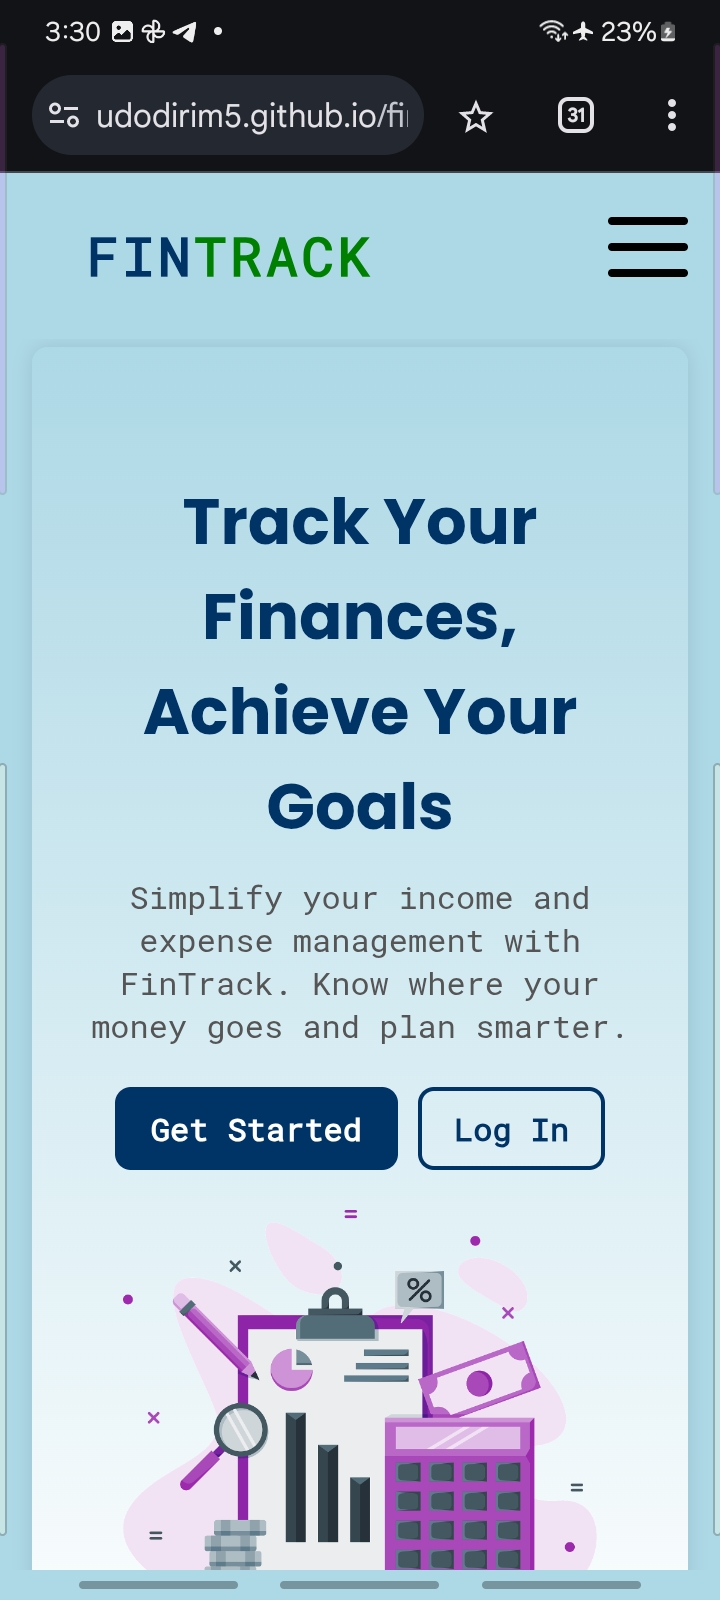 3:30 23%
udodirim5.github.io/fi
31
FINTRACK
Track Your
Finances,
Achieve Your
Goals
Simplify your income and
expense management with
FinTrack. Know where your
money goes and plan smarter.
Get Started Log In
%